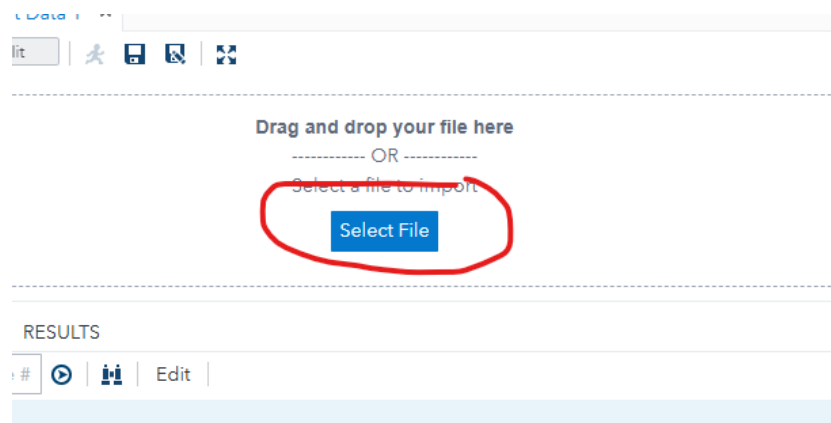 t Data 1
lit
Drag and drop your file here
------------ OR ------------
Select a file to import
Select File
RESULTS
#
Edit